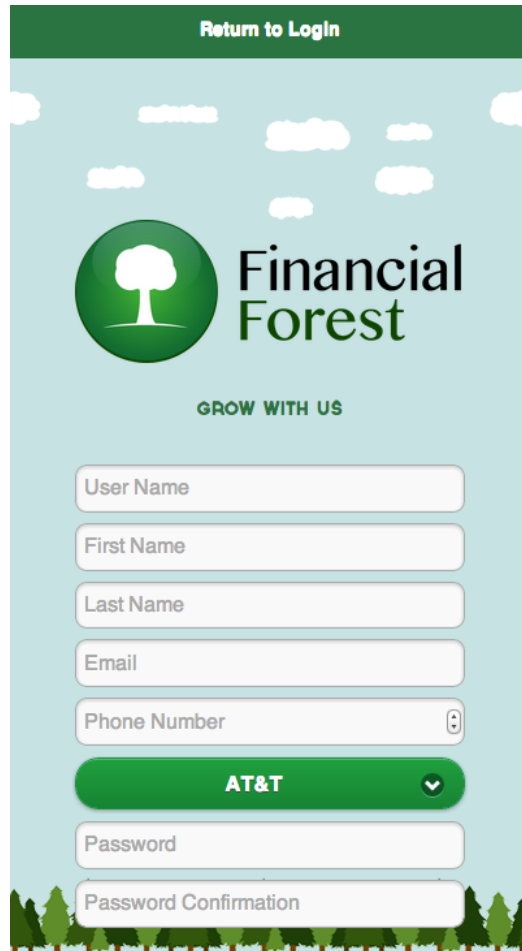 Return to Login
Financial
Forest
GROW WITH US
User Name
First Name
Last Name
Email
Phone Number
AT&T
Password
Password Confirmation